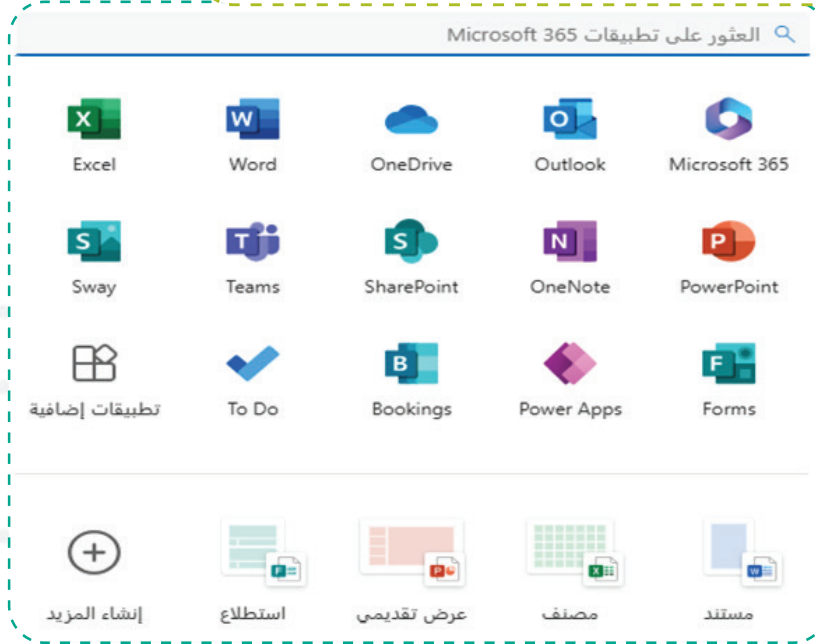 العثور على تطبيقات Microsoft 365
Microsoft 365
Outlook
OneDrive
Word
Excel
PowerPoint
OneNote
SharePoint
Teams
Sway
Forms
Power Apps
Bookings
To Do
تطبيقات إضافية
مستند
مصنف
عرض تقديمي
استطلاع
إنشاء المزيد